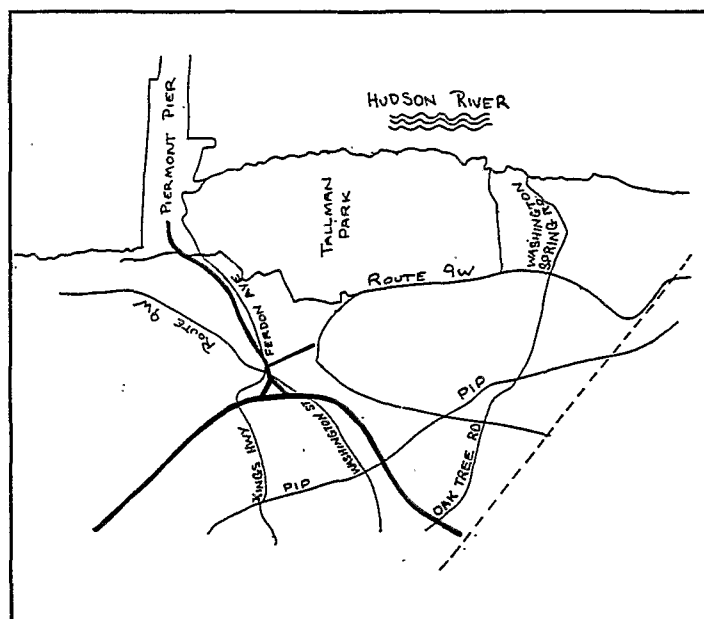 HUDSON RIVER
PIERMONT PIER
TALLMAN
PARK
WASHINGTON
SPRING RD
ROUTE 9W
FERDON AVE
ROUTE 9W
PIP
WASHINGTON ST
KINGS HWY
PIP
OAK TREE RD